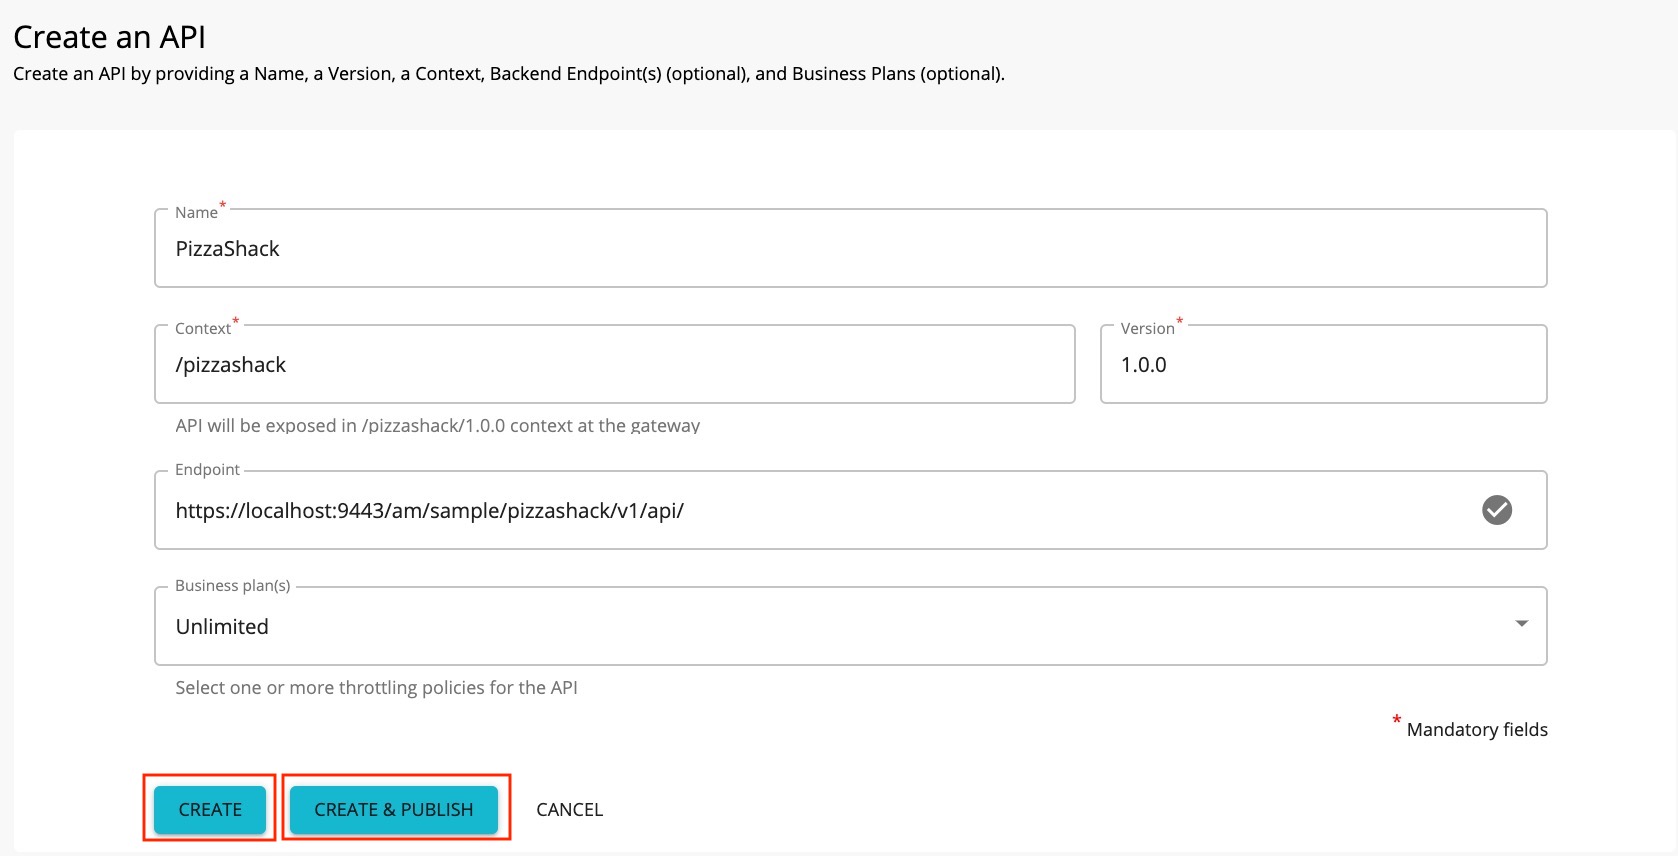 Create an API
Create an API by providing a Name, a Version, a Context, Backend Endpoint(s) (optional), and Business Plans (optional).
Name*
PizzaShack
Context*
/pizzashack
Version*
1.0.0
API will be exposed in /pizzashack/1.0.0 context at the gateway
Endpoint
https://localhost:9443/am/sample/pizzashack/v1/api/
Business plan(s)
Unlimited
Select one or more throttling policies for the API
* Mandatory fields
CREATE
CREATE & PUBLISH
CANCEL